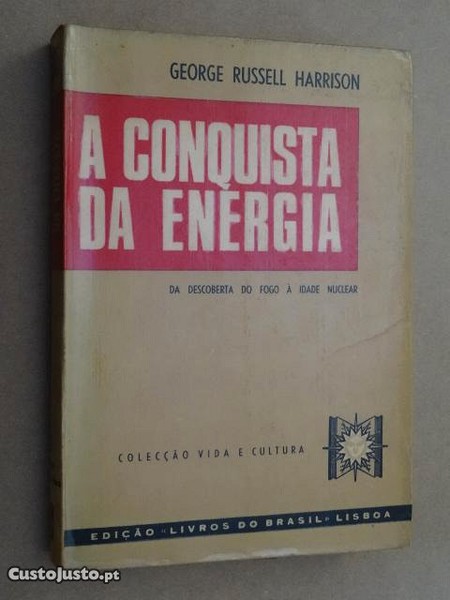 GEORGE RUSSELL HARRISON
A CONQUISTA
DA ENERGIA
DA DESCOBERTA DO FOGO À IDADE NUCLEAR
COLECÇÃO VIDA E CULTURA
EDIÇÃO «LIVROS DO BRASIL» LISBOA
CustoJusto.pt